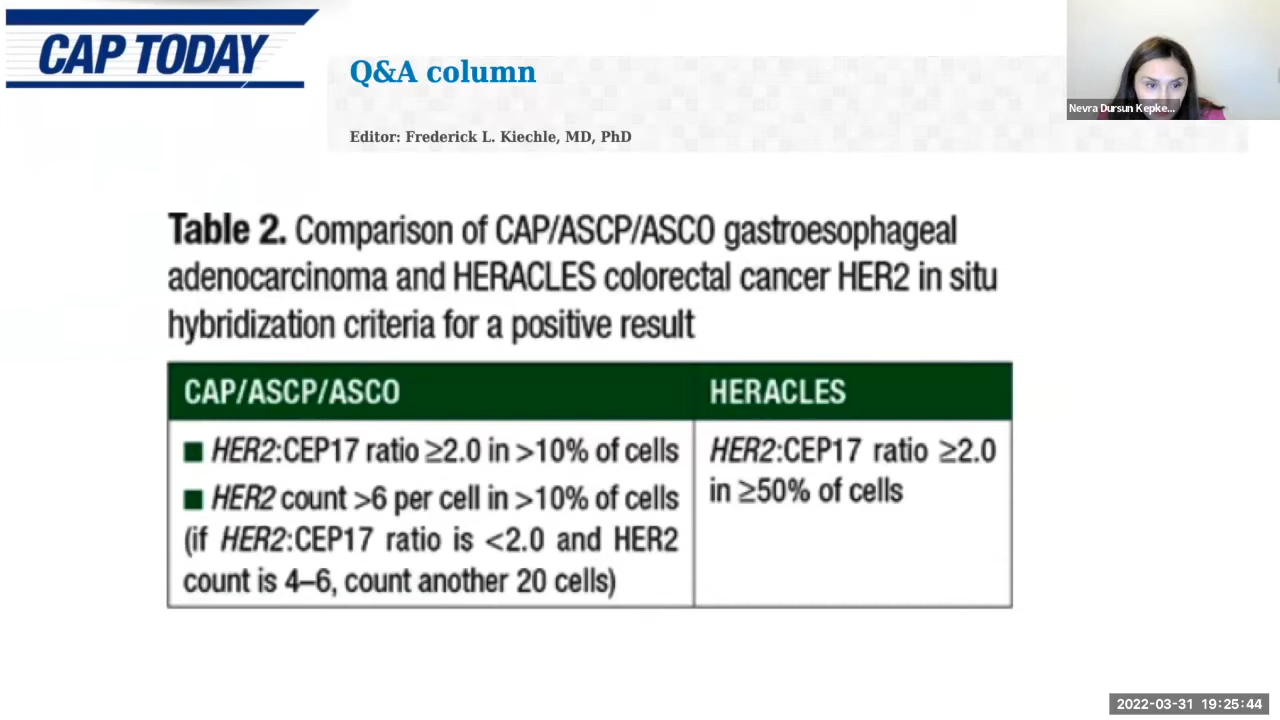 CAP TODAY
Q&A column
Nevra Dursun Kepke...
Editor: Frederick L. Kiechle, MD, PhD
Table 2. Comparison of CAP/ASCP/ASCO gastroesophageal
adenocarcinoma and HERACLES colorectal cancer HER2 in situ
hybridization criteria for a positive result
CAP/ASCP/ASCO
■ HER2:CEP17 ratio ≥2.0 in >10% of cells
■ HER2 count >6 per cell in >10% of cells
(if HER2:CEP17 ratio is <2.0 and HER2
count is 4–6, count another 20 cells)
HERACLES
HER2:CEP17 ratio ≥2.0
in ≥50% of cells
2022-03-31 19:25:44